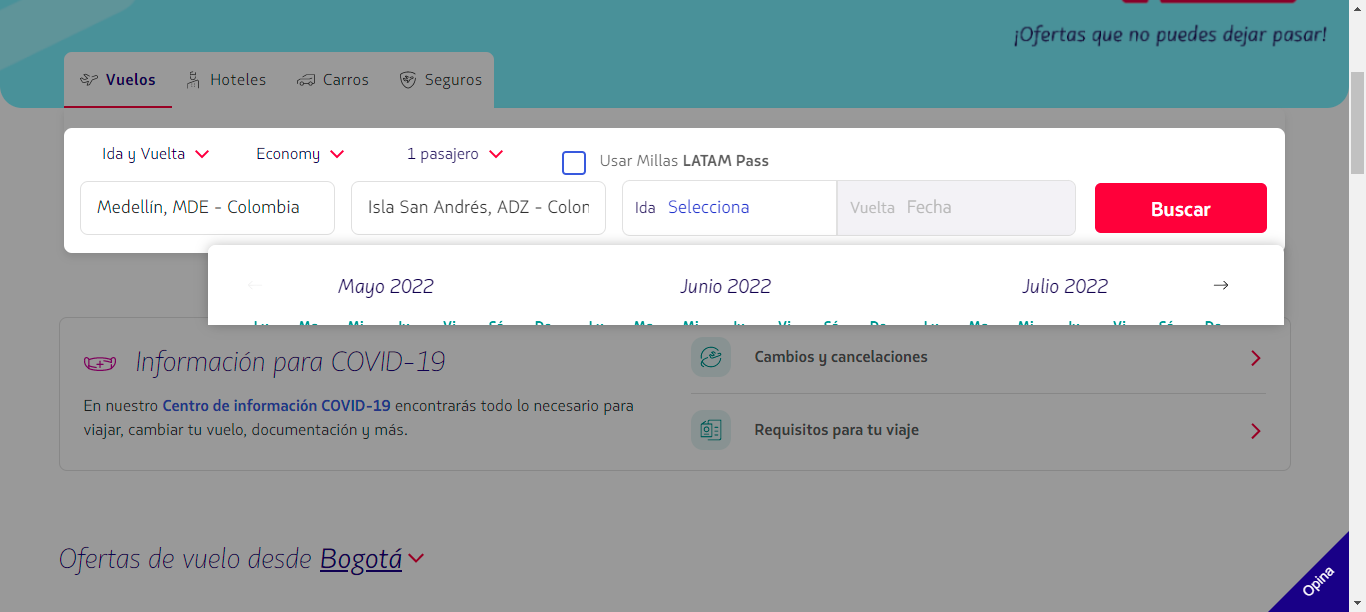 ¡Ofertas que no puedes dejar pasar!
Vuelos Hoteles Carros Seguros
Ida y Vuelta Economy 1 pasajero Usar Millas LATAM Pass
Medellín, MDE - Colombia Isla San Andrés, ADZ - Colon Ida Selecciona Vuelta Fecha Buscar
Mayo 2022 Junio 2022 Julio 2022
Información para COVID-19
En nuestro Centro de información COVID-19 encontrarás todo lo necesario para
viajar, cambiar tu vuelo, documentación y más.
Cambios y cancelaciones
Requisitos para tu viaje
Ofertas de vuelo desde Bogotá
Opina